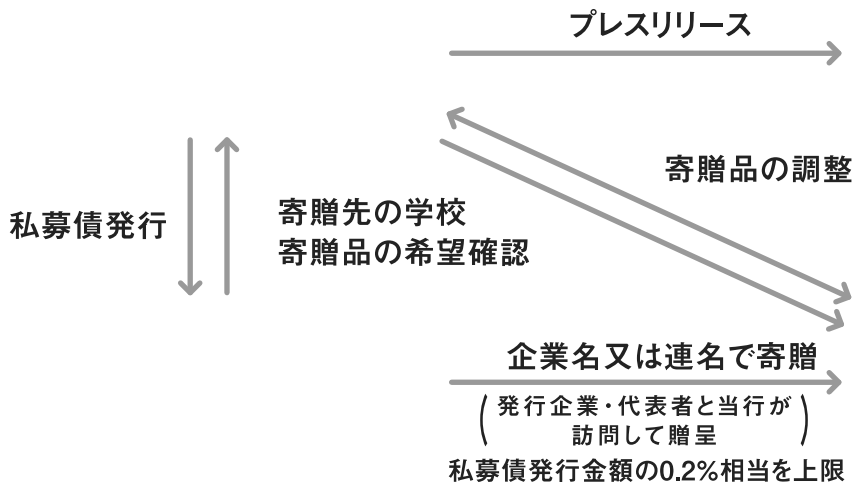 プレスリリース
寄贈品の調整
私募債発行
寄贈先の学校
寄贈品の希望確認
企業名又は連名で寄贈
(発行企業・代表者と当行が
訪問して贈呈)
私募債発行金額の0.2%相当を上限